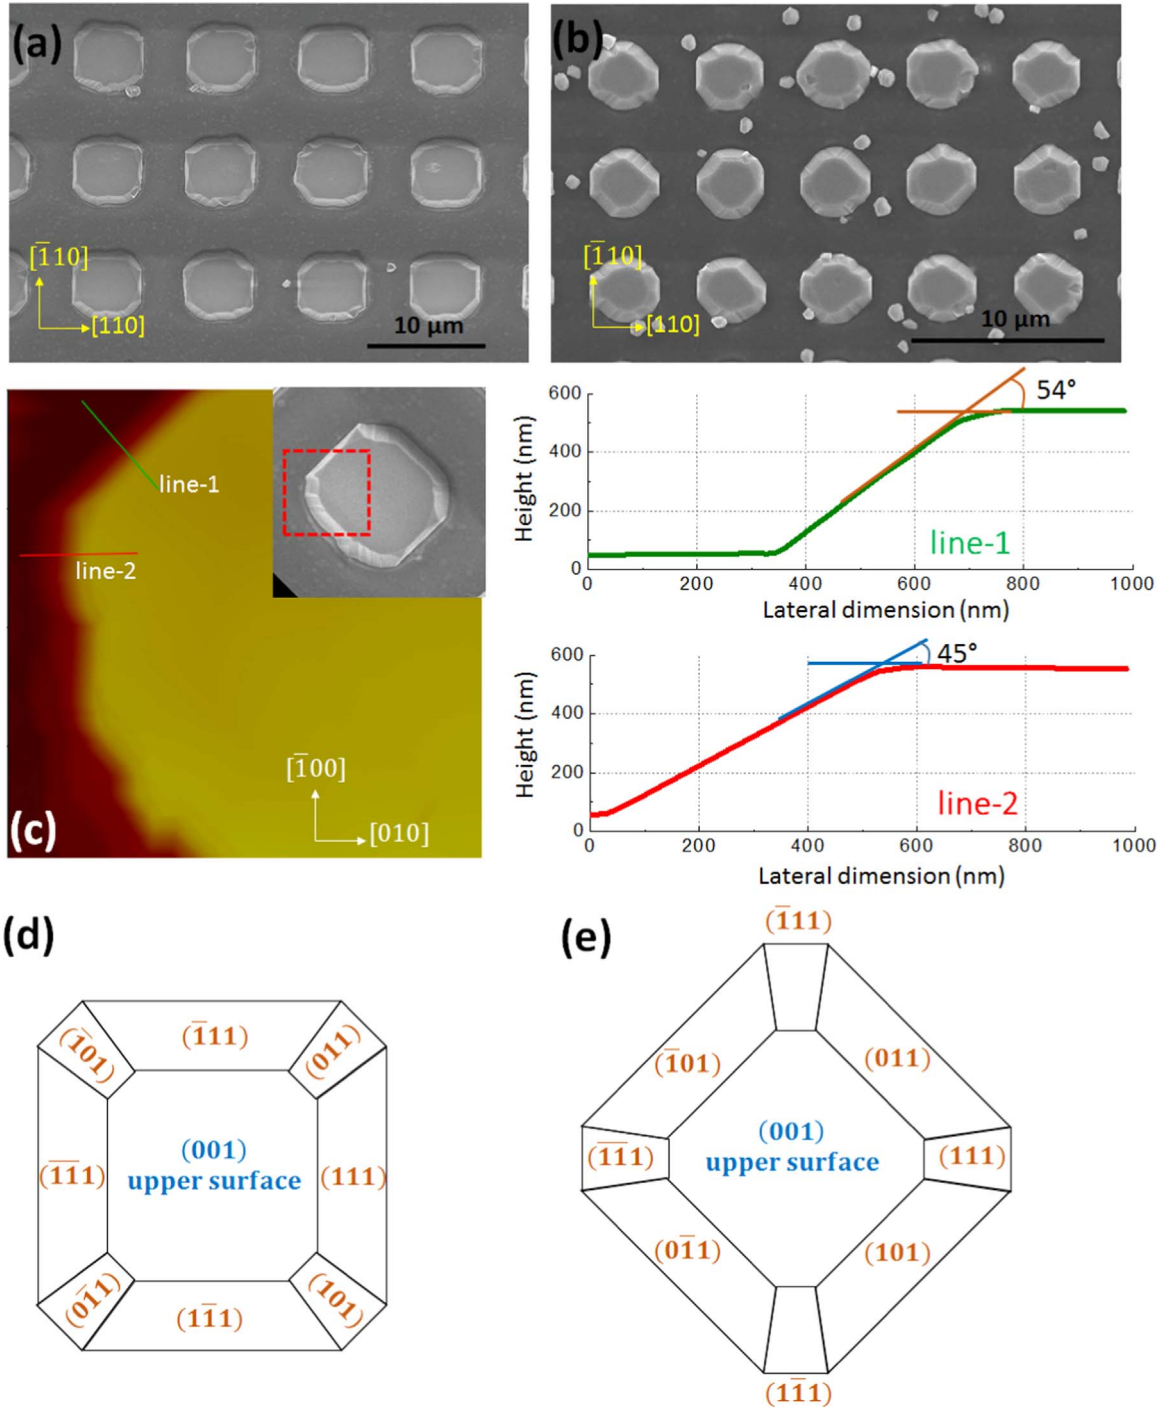 (a)
[1̅10]
[110]
10 µm
(b)
[1̅10]
[110]
10 µm
line-1
line-2
[1̅00]
[010]
(c)
600
400
200
0
Height (nm)
54°
line-1
0 200 400 600 800 1000
Lateral dimension (nm)
600
400
200
0
Height (nm)
45°
line-2
0 200 400 600 800 1000
Lateral dimension (nm)
(d)
(1̅11)
(1̅01)
(011)
(001)
upper surface
(1̅1̅1)
(111)
(01̅1)
(101)
(11̅1)
(e)
(1̅11)
(1̅01)
(011)
(001)
upper surface
(1̅1̅1)
(111)
(01̅1)
(101)
(11̅1)